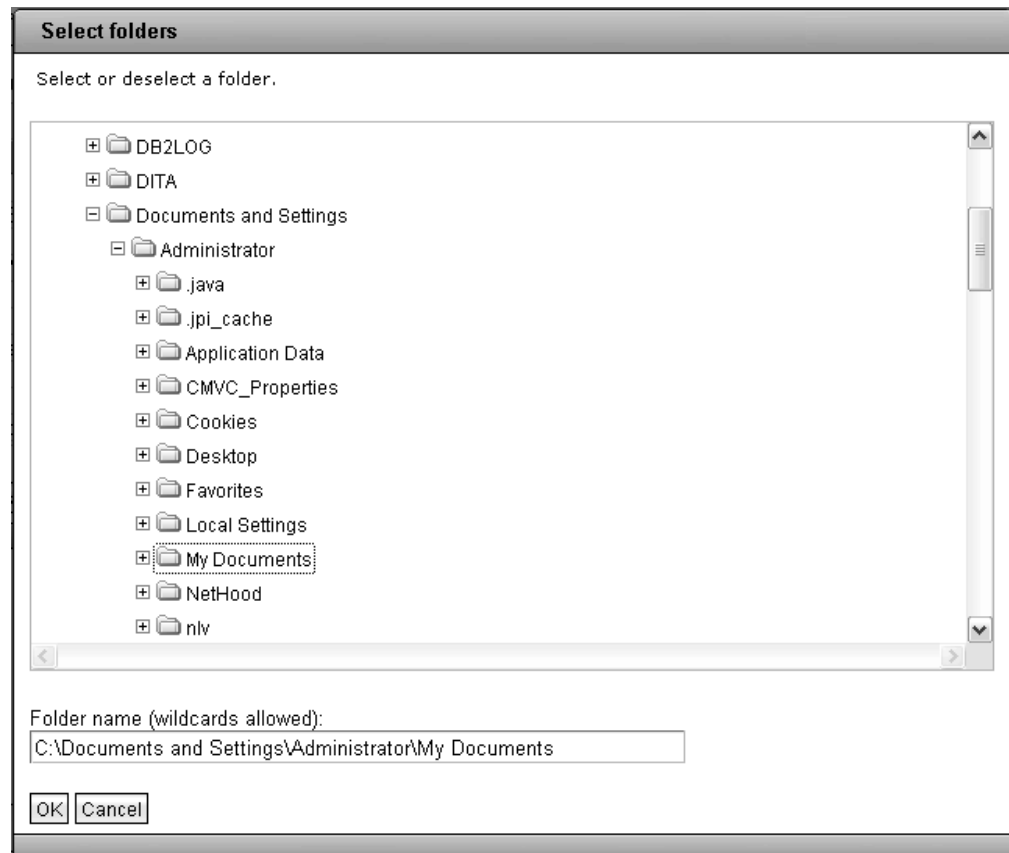 Select folders
Select or deselect a folder.
DB2LOG
DITA
Documents and Settings
Administrator
.java
.jpi_cache
Application Data
CMVC_Properties
Cookies
Desktop
Favorites
Local Settings
My Documents
NetHood
nlv
Folder name (wildcards allowed):
C:\Documents and Settings\Administrator\My Documents
OK Cancel